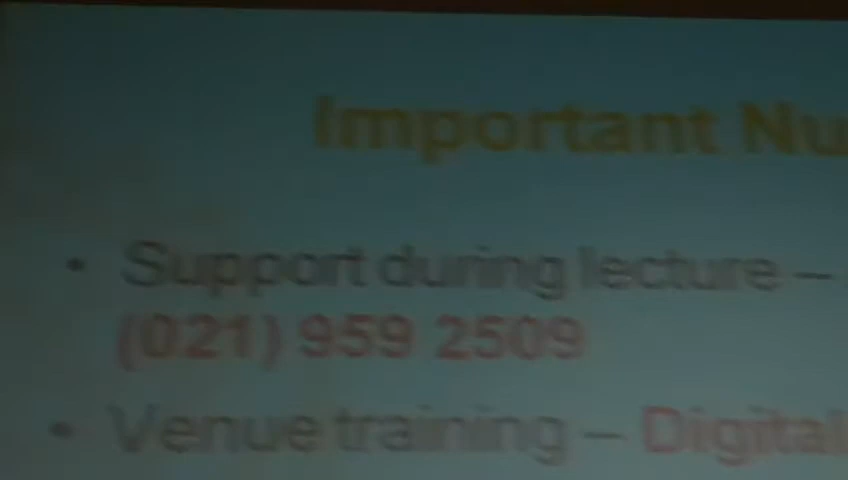 Important Nu
• Support during lecture –
(021) 959 2509
• Venue training – Digital